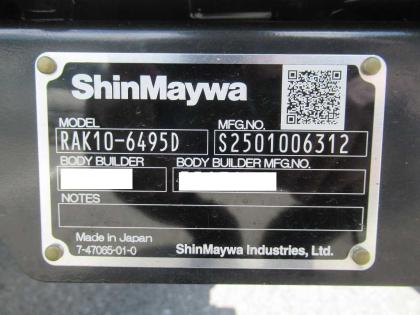 ShinMaywa
MODEL MFG.NO.
RAK10-6495D S2501006312
BODY BUILDER BODY BUILDER MFG.NO.
NOTES
Made in Japan
7-47065-01-0 ShinMaywa Industries, Ltd.